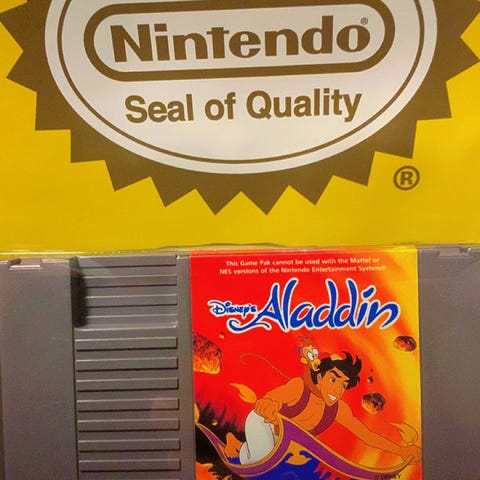 Nintendo®
Seal of Quality
®
This Game Pak cannot be used with the Mattel or
NES versions of the Nintendo Entertainment System®
Disney's
Aladdin
© DISNEY